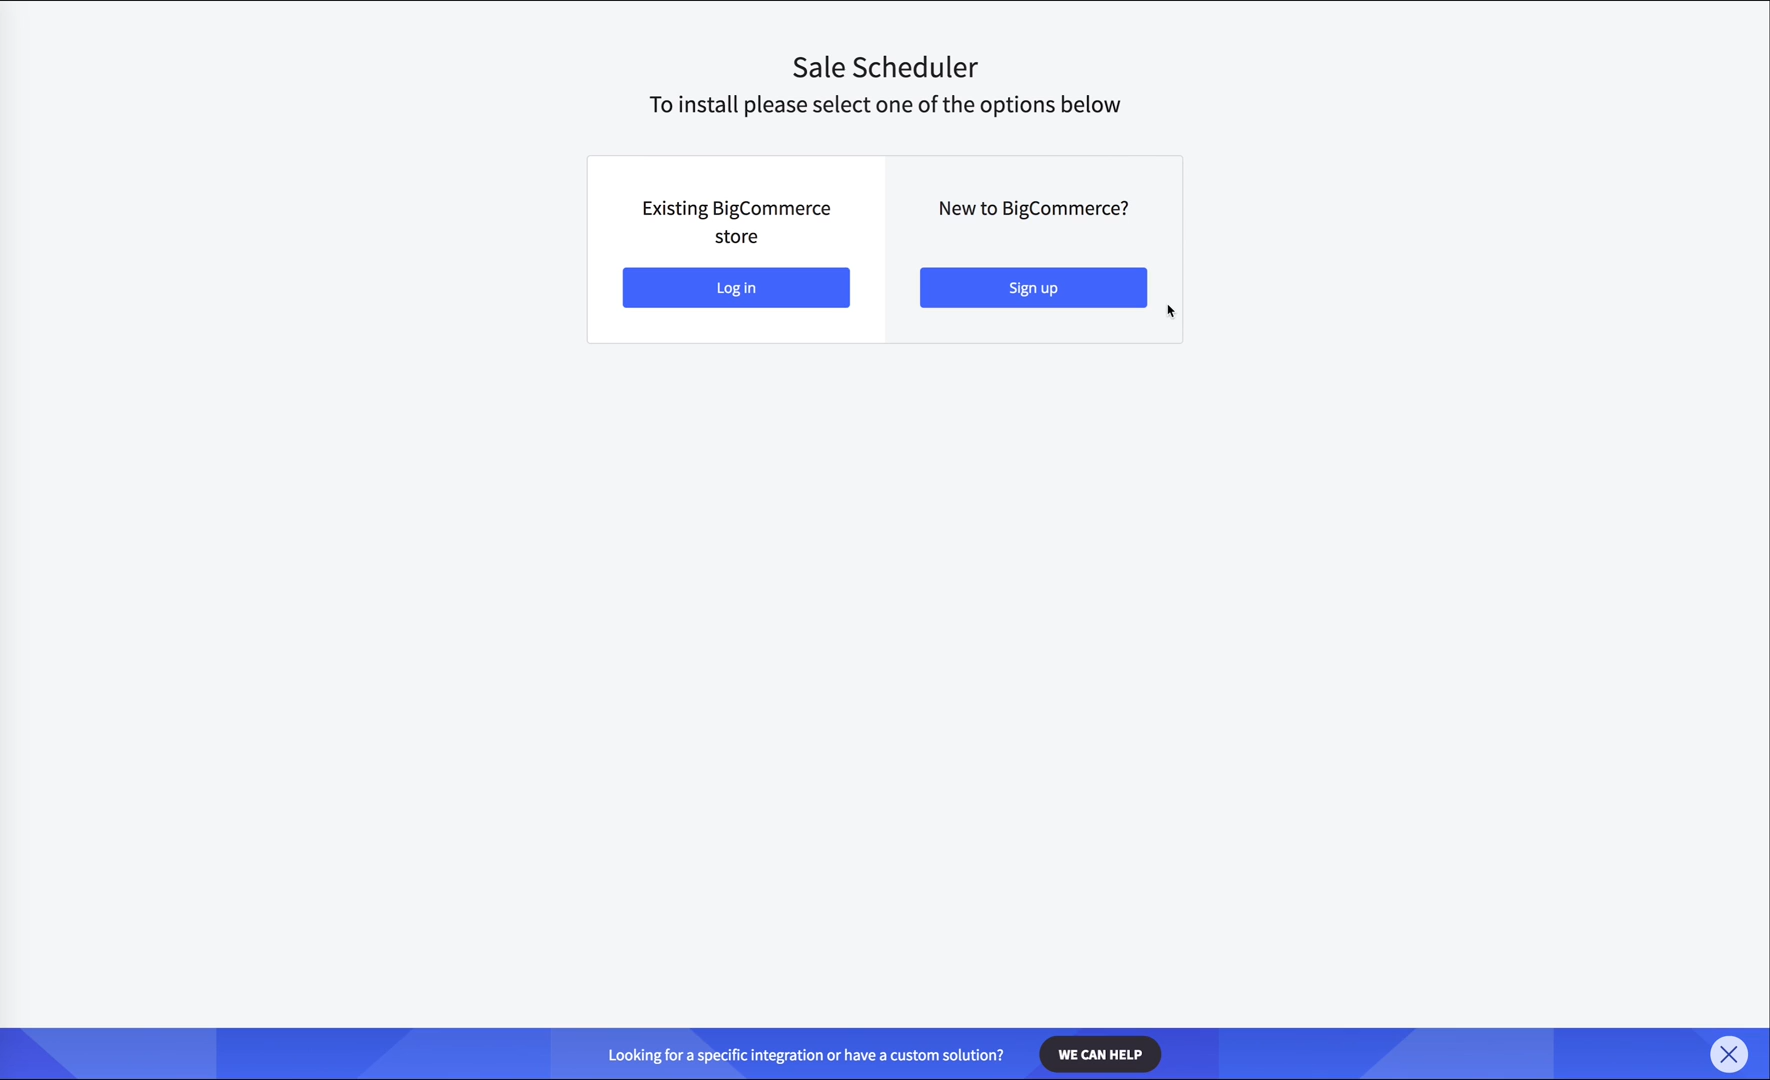 Sale Scheduler
To install please select one of the options below
Existing BigCommerce
store
Log in
New to BigCommerce?
Sign up
Looking for a specific integration or have a custom solution?
WE CAN HELP